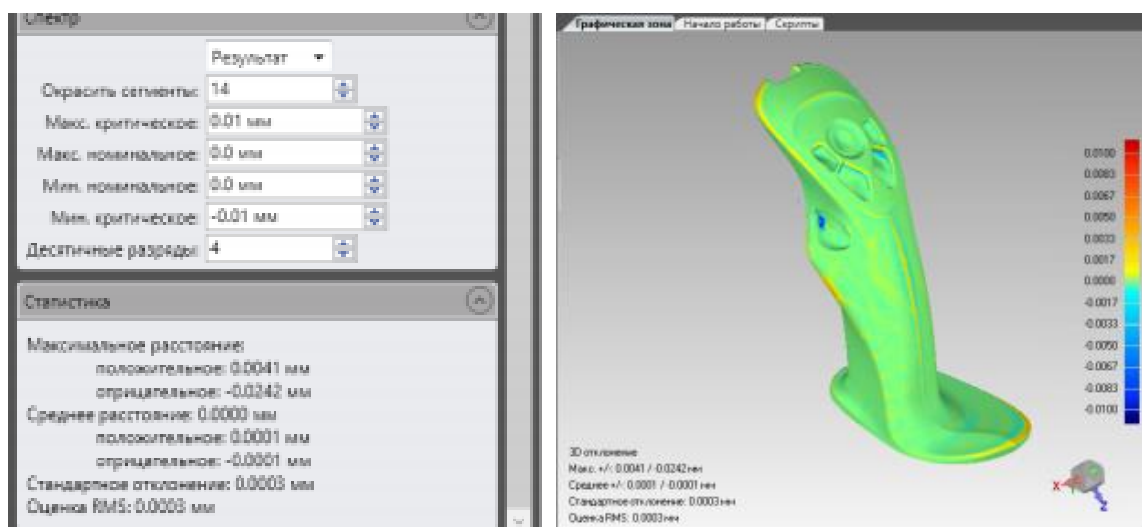 Спектр
Результат
Окрасить сегменты: 14
Макс. критическое: 0.01 мм
Макс. номинальное: 0.0 мм
Мин. номинальное: 0.0 мм
Мин. критическое: -0.01 мм
Десятичные разряды: 4
Статистика
Максимальное расстояние:
положительное: 0.0041 мм
отрицательное: -0.0242 мм
Среднее расстояние: 0.0000 мм
положительное: 0.0001 мм
отрицательное: -0.0001 мм
Стандартное отклонение: 0.0003 мм
Оценка RMS: 0.0003 мм
Графическая зона Начало работы Скрипты
0.0100
0.0083
0.0067
0.0050
0.0033
0.0017
0.0000
-0.0017
-0.0033
-0.0050
-0.0067
-0.0083
-0.0100
3D отклонение
Макс. +/-: 0.0041 / -0.0242 мм
Среднее +/-: 0.0001 / -0.0001 мм
Стандартное отклонение: 0.0003 мм
Оценка RMS: 0.0003 мм
X
Z